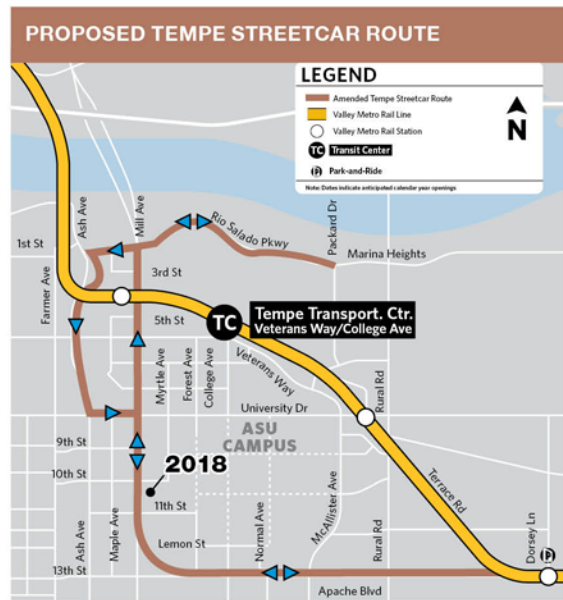 PROPOSED TEMPE STREETCAR ROUTE
LEGEND
Amended Tempe Streetcar Route
Valley Metro Rail Line
Valley Metro Rail Station
TC Transit Center
P Park-and-Ride
Note: Dates indicate anticipated calendar year openings
N
Ash Ave
Mill Ave
Rio Salado Pkwy
Packard Dr
1st St
Marina Heights
Farmer Ave
3rd St
TC
Tempe Transport. Ctr.
Veterans Way/College Ave
5th St
Myrtle Ave
Forest Ave
College Ave
Veterans Way
Rural Rd
University Dr
ASU
CAMPUS
9th St
2018
10th St
Terrace Rd
11th St
Ash Ave
Maple Ave
Lemon St
Normal Ave
McAllister Ave
Rural Rd
Dorsey Ln
P
13th St
Apache Blvd